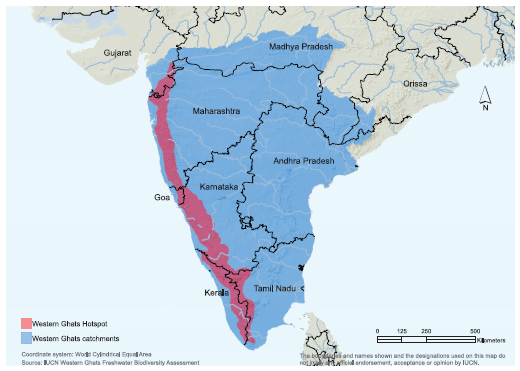 Madhya Pradesh
Gujarat
Orissa
N
Maharashtra
Andhra Pradesh
Karnataka
Goa
Kerala
Tamil Nadu
Western Ghats Hotspot
Western Ghats catchments
0 125 250 500
Kilometers
Coordinate system: World Cylindrical Equal Area
Source: IUCN Western Ghats Freshwater Biodiversity Assessment
The boundaries and names shown and the designations used on this map do
not imply any official endorsement, acceptance or opinion by IUCN.